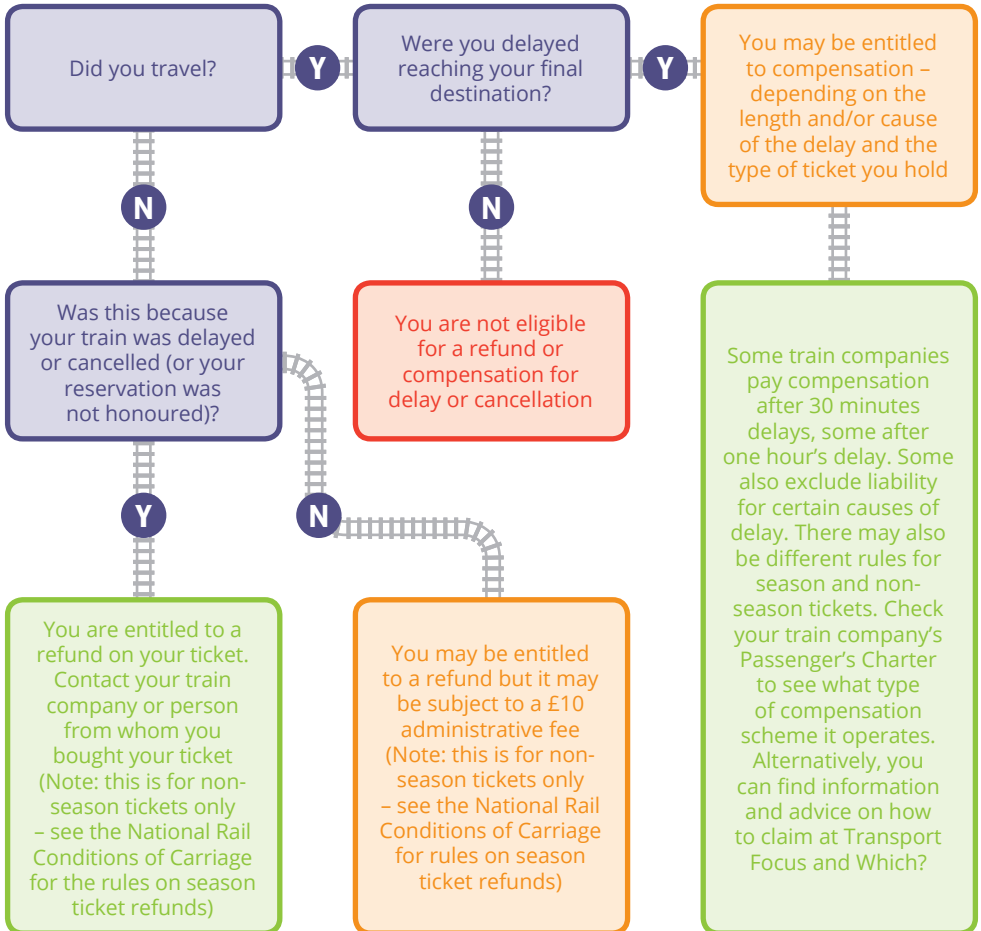 Did you travel?
Y
Were you delayed
reaching your final
destination?
Y
You may be entitled
to compensation –
depending on the
length and/or cause
of the delay and the
type of ticket you hold
N
N
Was this because
your train was delayed
or cancelled (or your
reservation was
not honoured)?
You are not eligible
for a refund or
compensation for
delay or cancellation
Some train companies
pay compensation
after 30 minutes
delays, some after
one hour's delay. Some
also exclude liability
for certain causes of
delay. There may also
be different rules for
season and non-
season tickets. Check
your train company's
Passenger's Charter
to see what type
of compensation
scheme it operates.
Alternatively, you
can find information
and advice on how
to claim at Transport
Focus and Which?
Y
N
You are entitled to a
refund on your ticket.
Contact your train
company or person
from whom you
bought your ticket
(Note: this is for non-
season tickets only
– see the National Rail
Conditions of Carriage
for the rules on season
ticket refunds)
You may be entitled
to a refund but it may
be subject to a £10
administrative fee
(Note: this is for non-
season tickets only
– see the National Rail
Conditions of Carriage
for rules on season
ticket refunds)